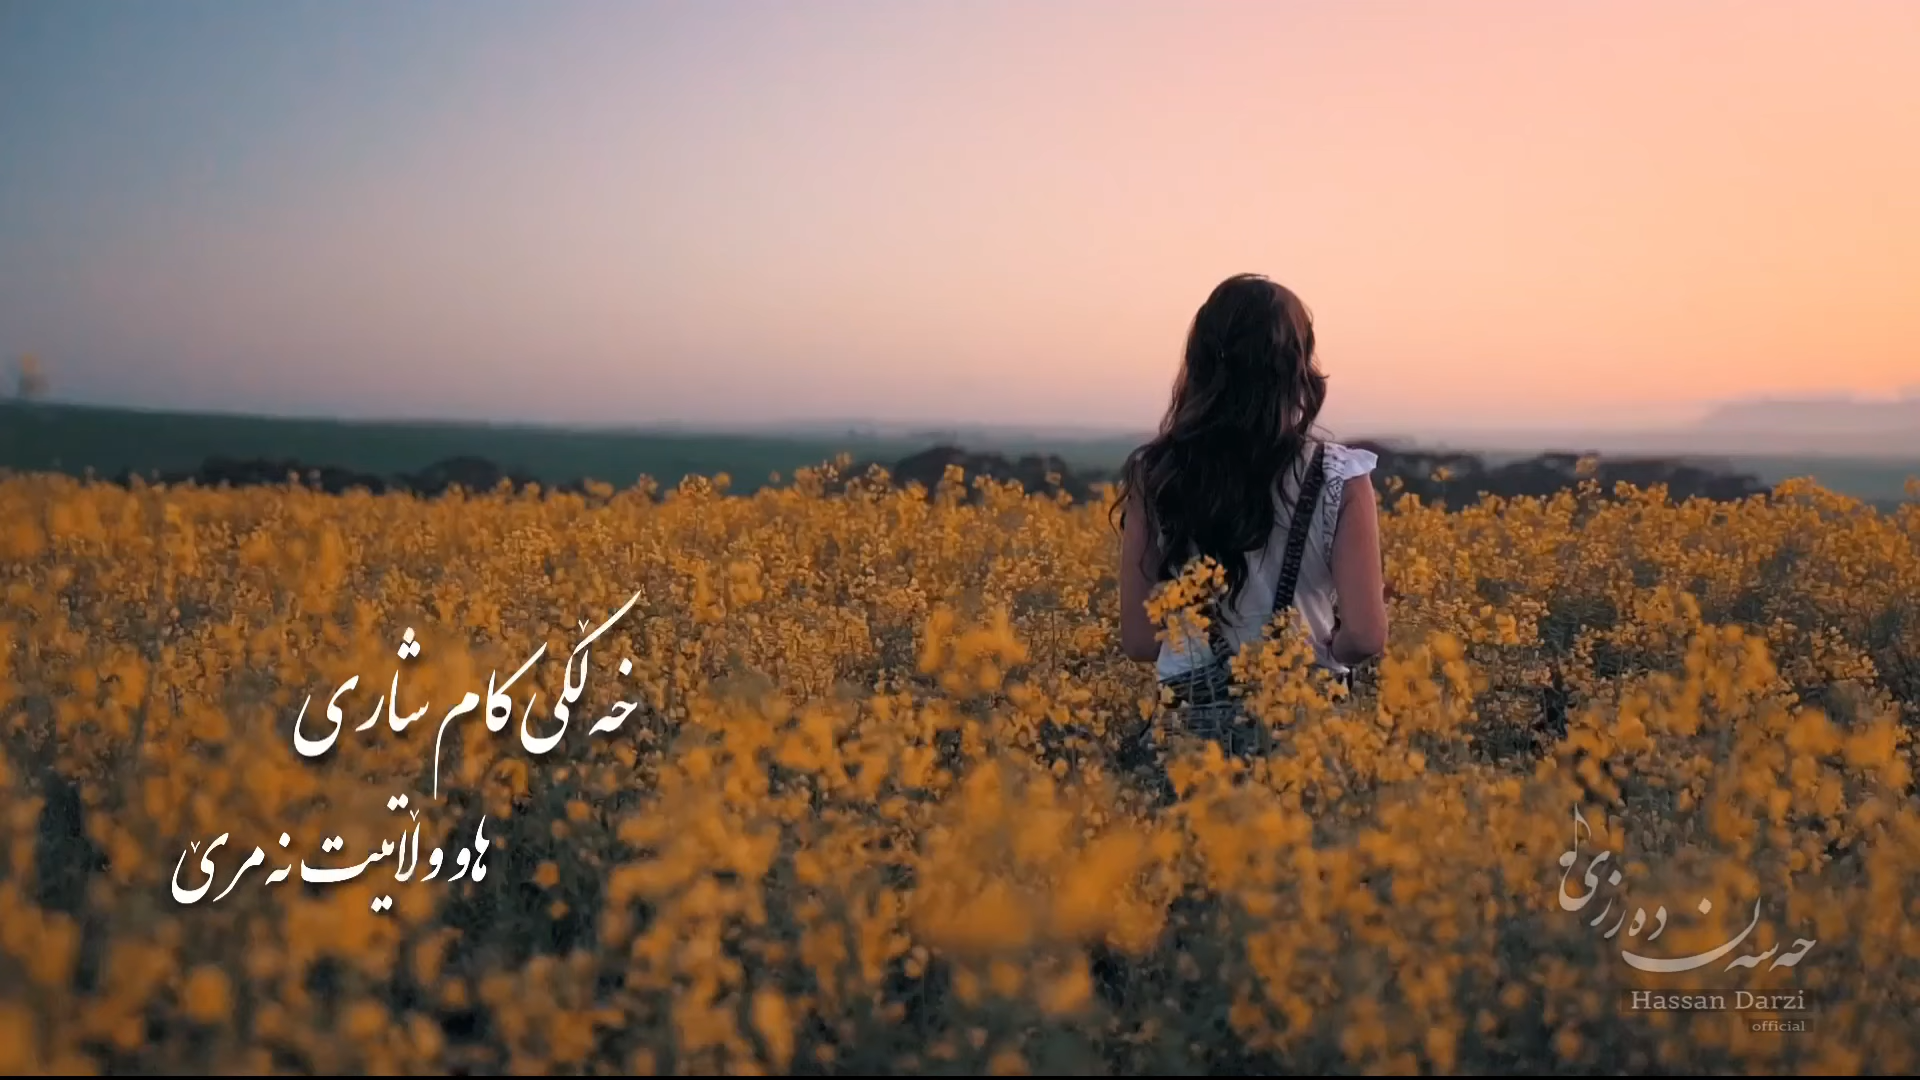 خەڵکی کام شاری
هاووڵاتیت نەمرێ
حەسەن دەرزی
Hassan Darzi
official